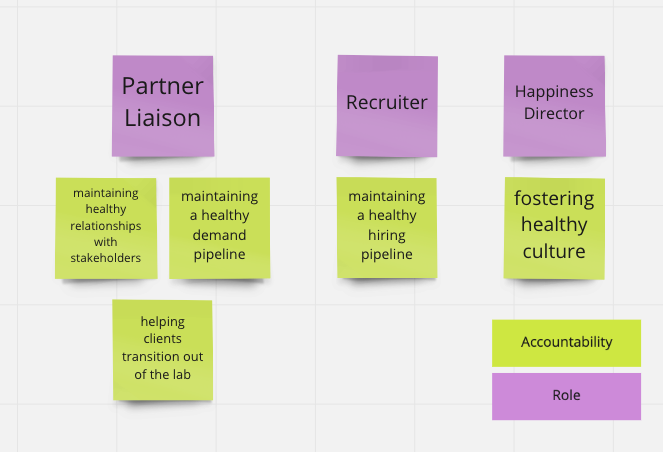 Partner
Liaison
Recruiter
Happiness
Director
maintaining
healthy
relationships
with
stakeholders
maintaining
a healthy
demand
pipeline
maintaining
a healthy
hiring
pipeline
fostering
healthy
culture
helping
clients
transition out
of the lab
Accountability
Role